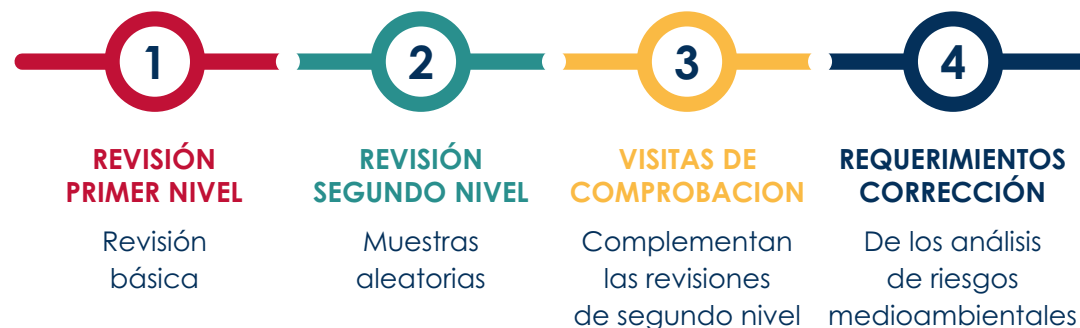 1
REVISIÓN
PRIMER NIVEL
Revisión
básica
2
REVISIÓN
SEGUNDO NIVEL
Muestras
aleatorias
3
VISITAS DE
COMPROBACION
Complementan
las revisiones
de segundo nivel
4
REQUERIMIENTOS
CORRECCIÓN
De los análisis
de riesgos
medioambientales